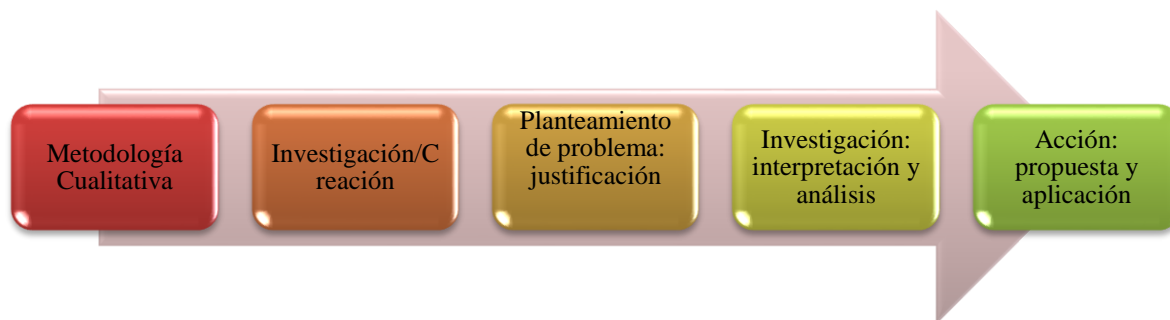 Metodología
Cualitativa
Investigación/C
reación
Planteamiento
de problema:
justificación
Investigación:
interpretación y
análisis
Acción:
propuesta y
aplicación